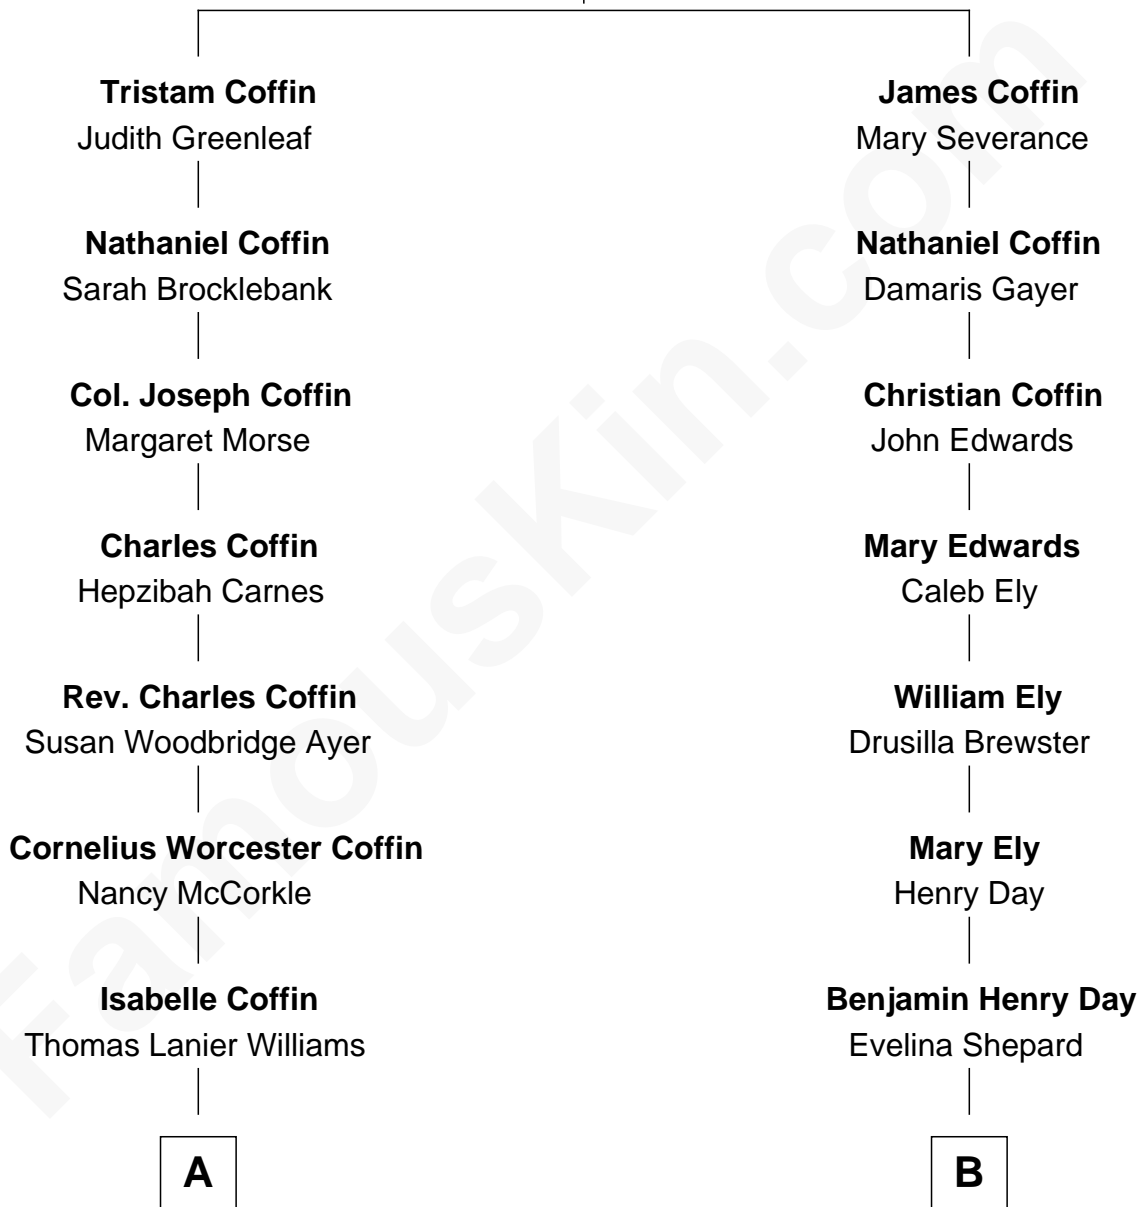 Tristam Coffin
Judith Greenleaf
Nathaniel Coffin
Sarah Brocklebank
Col. Joseph Coffin
Margaret Morse
Charles Coffin
Hepzibah Carnes
Rev. Charles Coffin
Susan Woodbridge Ayer
Cornelius Worcester Coffin
Nancy McCorkle
Isabelle Coffin
Thomas Lanier Williams
A
James Coffin
Mary Severance
Nathaniel Coffin
Damaris Gayer
Christian Coffin
John Edwards
Mary Edwards
Caleb Ely
William Ely
Drusilla Brewster
Mary Ely
Henry Day
Benjamin Henry Day
Evelina Shepard
B
FamousKin.com